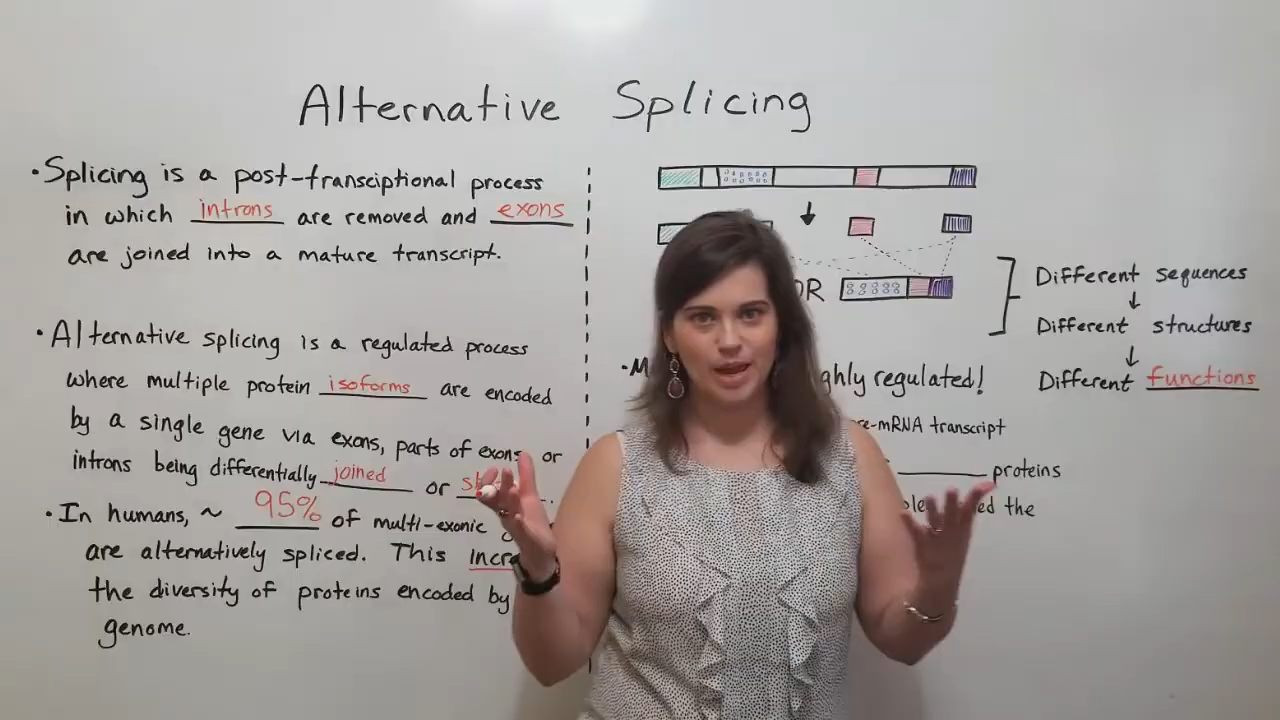 Alternative Splicing
•Splicing is a post-transciptional process
in which introns are removed and exons
are joined into a mature transcript.
•Alternative splicing is a regulated process
where multiple protein isoforms are encoded
by a single gene via exons, parts of exons or
introns being differentially joined or
•In humans, ~ 95% of multi-exonic
are alternatively spliced. This
the diversity of proteins encoded by
genome.
OR
Different sequences
↓
Different structures
↓
Different functions
regulated!
mRNA transcript
______ proteins
the